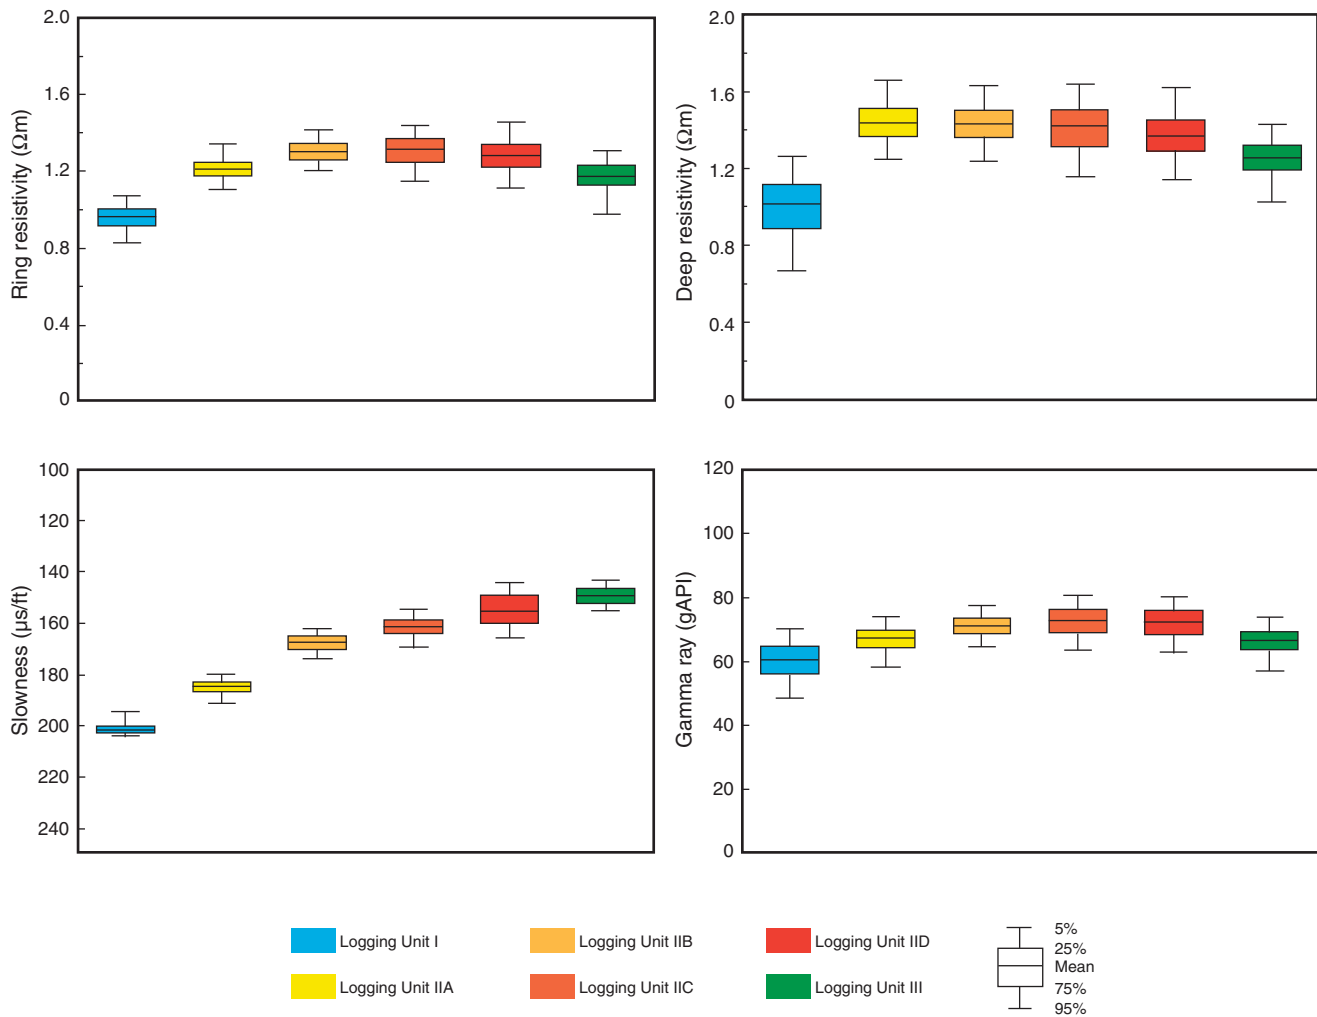 Ring resistivity (Ωm)
2.0
1.6
1.2
0.8
0.4
0
Deep resistivity (Ωm)
2.0
1.6
1.2
0.8
0.4
0
Slowness (µs/ft)
100
120
140
160
180
200
220
240
Gamma ray (gAPI)
120
100
80
60
40
20
0
Logging Unit I
Logging Unit IIA
Logging Unit IIB
Logging Unit IIC
Logging Unit IID
Logging Unit III
5%
25%
Mean
75%
95%